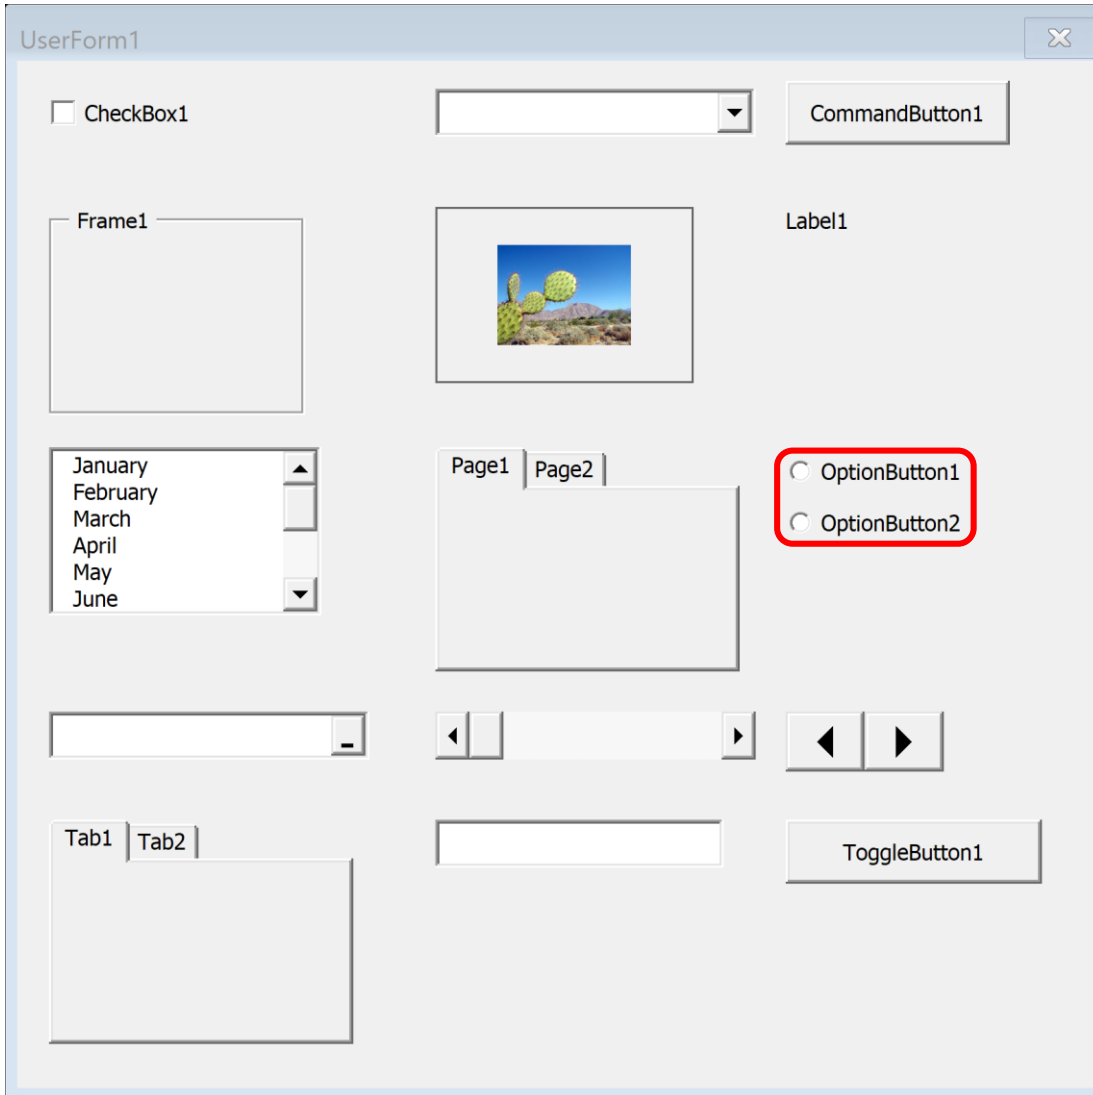 UserForm1
CheckBox1
CommandButton1
Frame1
Label1
January
February
March
April
May
June
Page1 Page2
OptionButton1
OptionButton2
Tab1 Tab2
ToggleButton1